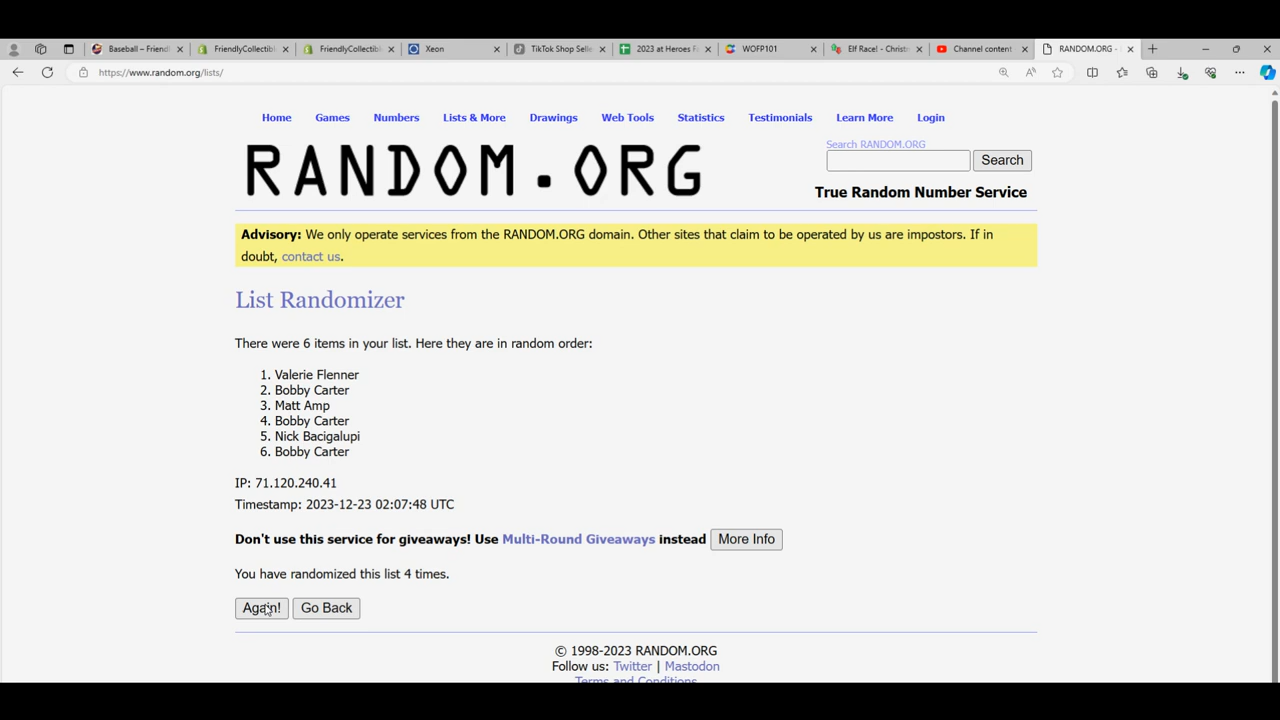 Baseball – Friend
FriendlyCollectib
FriendlyCollectib
Xeon
TikTok Shop Selle
2023 at Heroes F
WOFP101
Elf Race! - Christ
Channel content
RANDOM.ORG -
https://www.random.org/lists/
Home Games Numbers Lists & More Drawings Web Tools Statistics Testimonials Learn More Login
RANDOM.ORG
Search RANDOM.ORG
Search
True Random Number Service
Advisory: We only operate services from the RANDOM.ORG domain. Other sites that claim to be operated by us are impostors. If in
doubt, contact us.
List Randomizer
There were 6 items in your list. Here they are in random order:
1. Valerie Flenner
2. Bobby Carter
3. Matt Amp
4. Bobby Carter
5. Nick Bacigalupi
6. Bobby Carter
IP: 71.120.240.41
Timestamp: 2023-12-23 02:07:48 UTC
Don't use this service for giveaways! Use Multi-Round Giveaways instead More Info
You have randomized this list 4 times.
Again! Go Back
© 1998-2023 RANDOM.ORG
Follow us: Twitter | Mastodon
Terms and Conditions